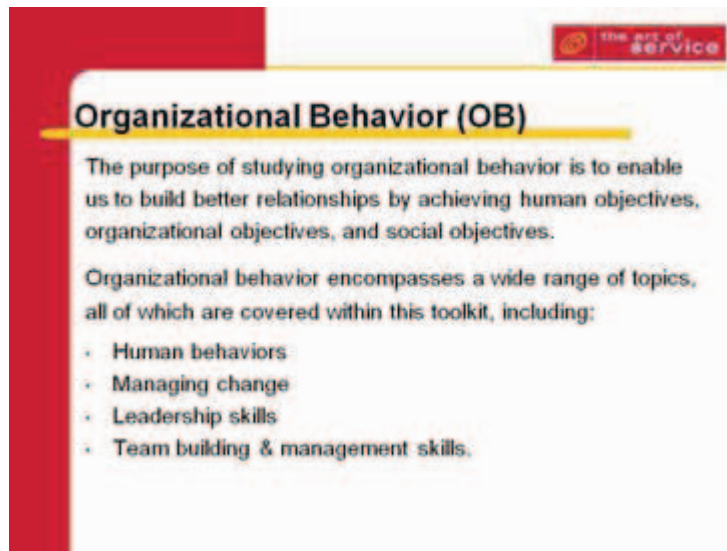 the art of
service
Organizational Behavior (OB)
The purpose of studying organizational behavior is to enable
us to build better relationships by achieving human objectives,
organizational objectives, and social objectives.
Organizational behavior encompasses a wide range of topics,
all of which are covered within this toolkit, including:
· Human behaviors
· Managing change
· Leadership skills
· Team building & management skills.